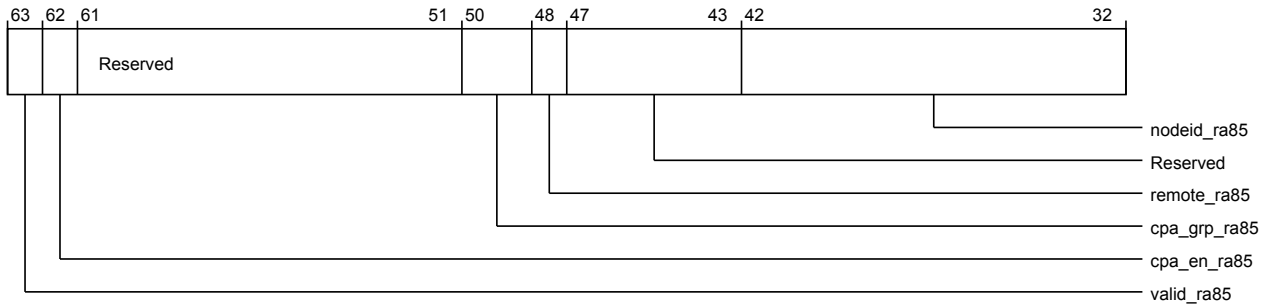 63 62 61 51 50 48 47 43 42 32
Reserved
nodeid_ra85
Reserved
remote_ra85
cpa_grp_ra85
cpa_en_ra85
valid_ra85